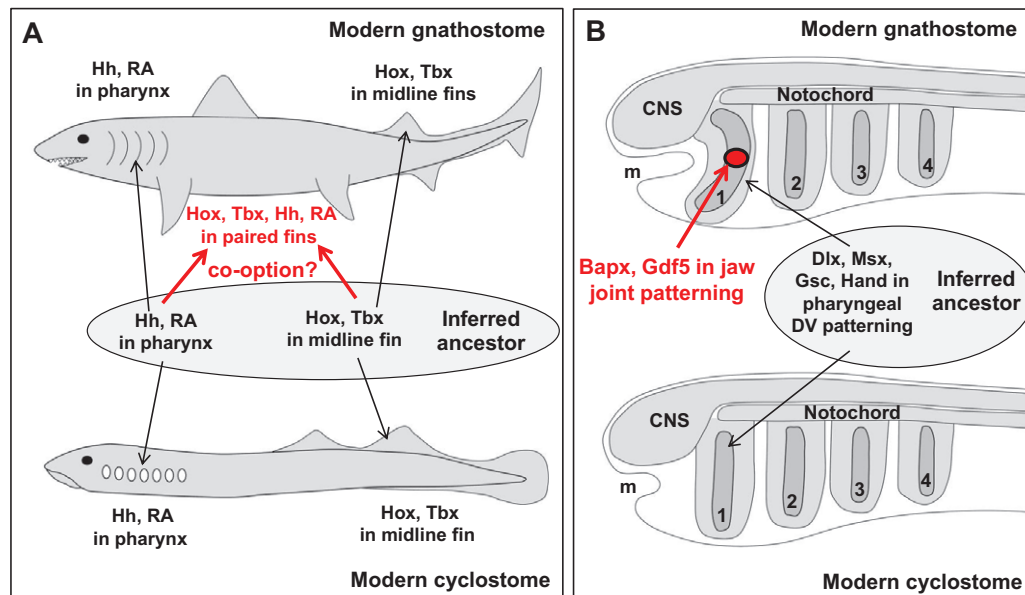 A
Modern gnathostome
Hh, RA
in pharynx
Hox, Tbx
in midline fins
Hox, Tbx, Hh, RA
in paired fins
co-option?
Hh, RA
in pharynx
Hox, Tbx
in midline fin
Inferred
ancestor
Hh, RA
in pharynx
Hox, Tbx
in midline fin
Modern cyclostome
B
Modern gnathostome
CNS
Notochord
m
1
2
3
4
Bapx, Gdf5 in jaw
joint patterning
Dlx, Msx,
Gsc, Hand in
pharyngeal
DV patterning
Inferred
ancestor
CNS
Notochord
m
1
2
3
4
Modern cyclostome